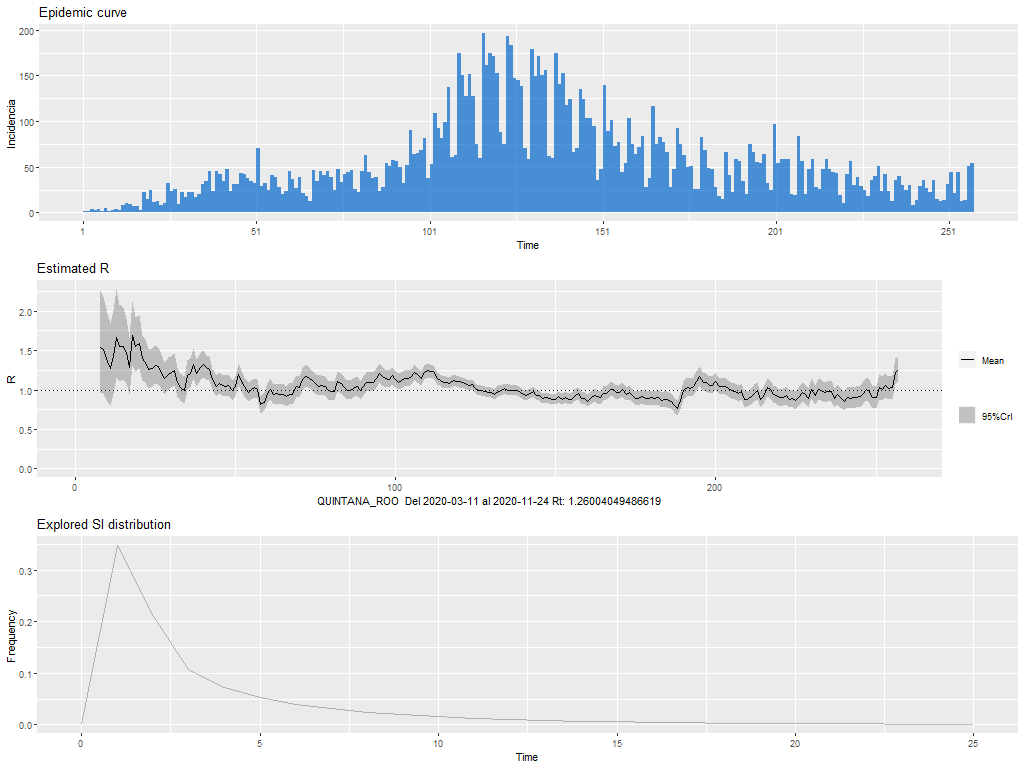 Epidemic curve
200
150
100
50
0
Incidencia
1
51
101
151
201
251
Time
Estimated R
2.0
1.5
1.0
0.5
0.0
R
Mean
95%CrI
0
100
200
QUINTANA_ROO Del 2020-03-11 al 2020-11-24 Rt: 1.26004049486619
Explored SI distribution
0.3
0.2
0.1
0.0
Frequency
0
5
10
15
20
25
Time